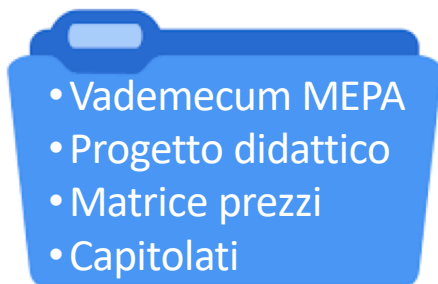 • Vademecum MEPA
• Progetto didattico
• Matrice prezzi
• Capitolati